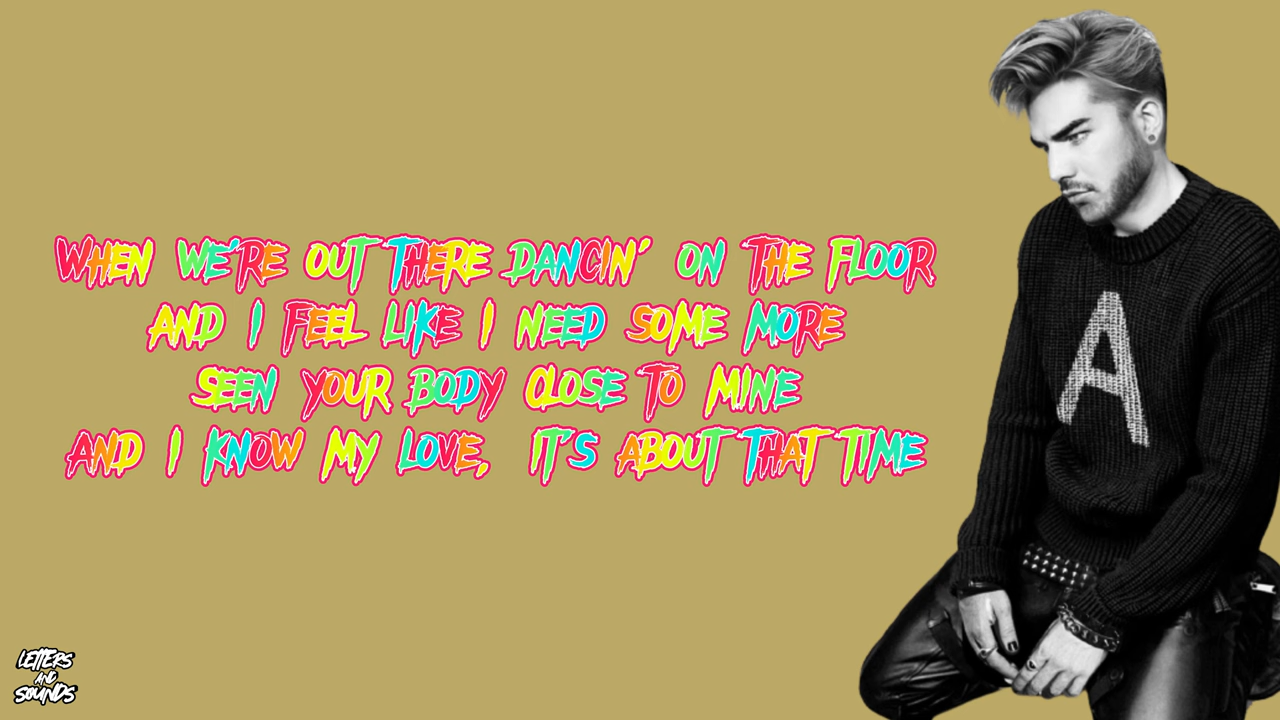 WHEN WE'RE OUT THERE DANCIN' ON THE FLOOR
AND I FEEL LIKE I NEED SOME MORE
SEEN YOUR BODY CLOSE TO MINE
AND I KNOW MY LOVE, IT'S ABOUT THAT TIME
A
LETTERS
AND
SOUNDS